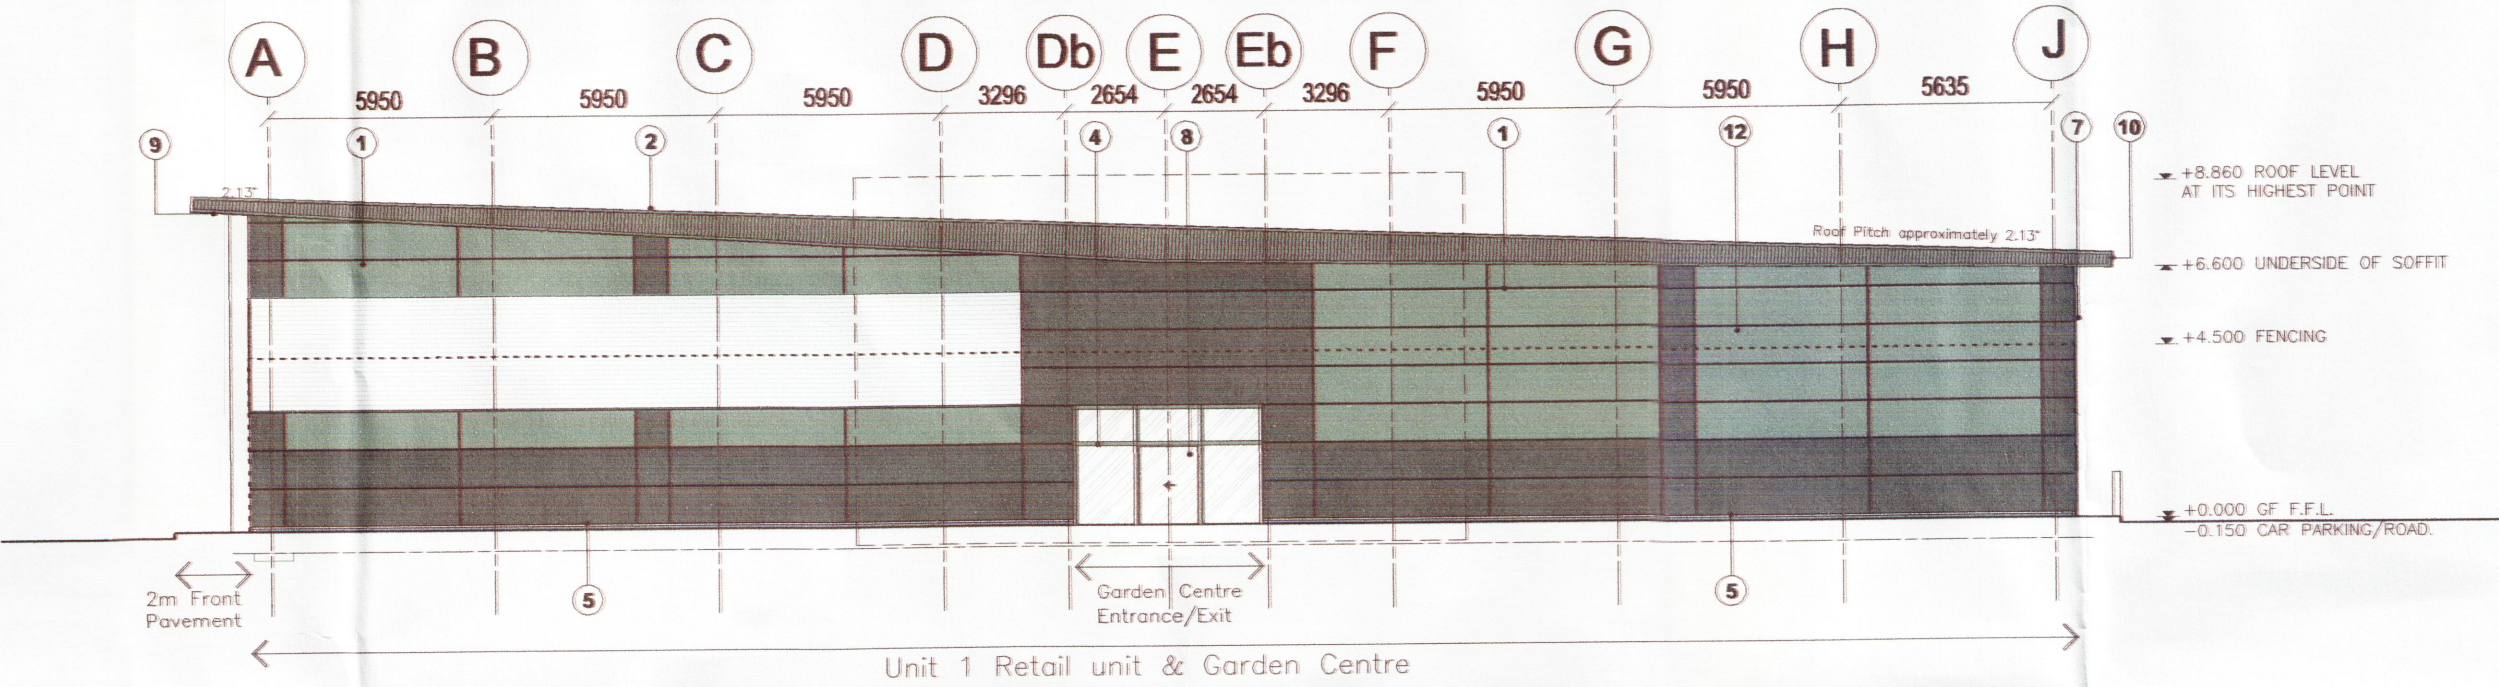 A B C D Db E Eb F G H J
5950 5950 5950 3296 2654 2654 3296 5950 5950 5635
9 1 2 4 8 1 12 7 10
2.13°
+8.860 ROOF LEVEL
AT ITS HIGHEST POINT
Roof Pitch approximately 2.13°
+6.600 UNDERSIDE OF SOFFIT
+4.500 FENCING
+0.000 GF F.F.L.
-0.150 CAR PARKING/ROAD.
2m Front
Pavement
5
Garden Centre
Entrance/Exit
5
Unit 1 Retail unit & Garden Centre